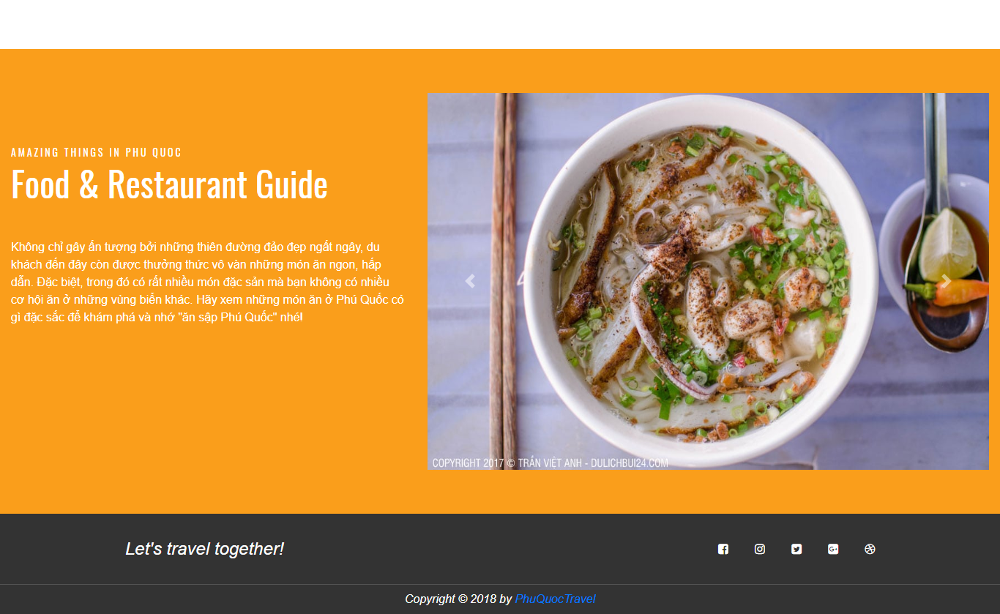 AMAZING THINGS IN PHU QUOC
Food & Restaurant Guide
Không chỉ gây ấn tượng bởi những thiên đường đảo đẹp ngất ngây, du
khách đến đây còn được thưởng thức vô vàn những món ăn ngon, hấp
dẫn. Đặc biệt, trong đó có rất nhiều món đặc sản mà bạn không có nhiều
cơ hội ăn ở những vùng biển khác. Hãy xem những món ăn ở Phú Quốc có
gì đặc sắc để khám phá và nhớ "ăn sập Phú Quốc" nhé!
COPYRIGHT 2017 © TRẦN VIỆT ANH - DULICHBUI24.COM
Let's travel together!
Copyright © 2018 by PhuQuocTravel